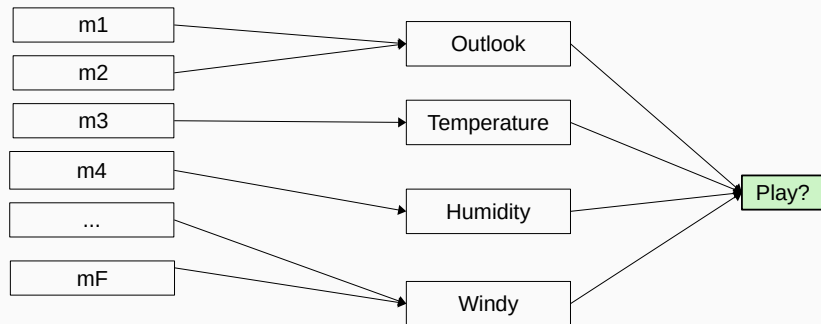 m1
m2
m3
m4
...
mF
Outlook
Temperature
Humidity
Windy
Play?